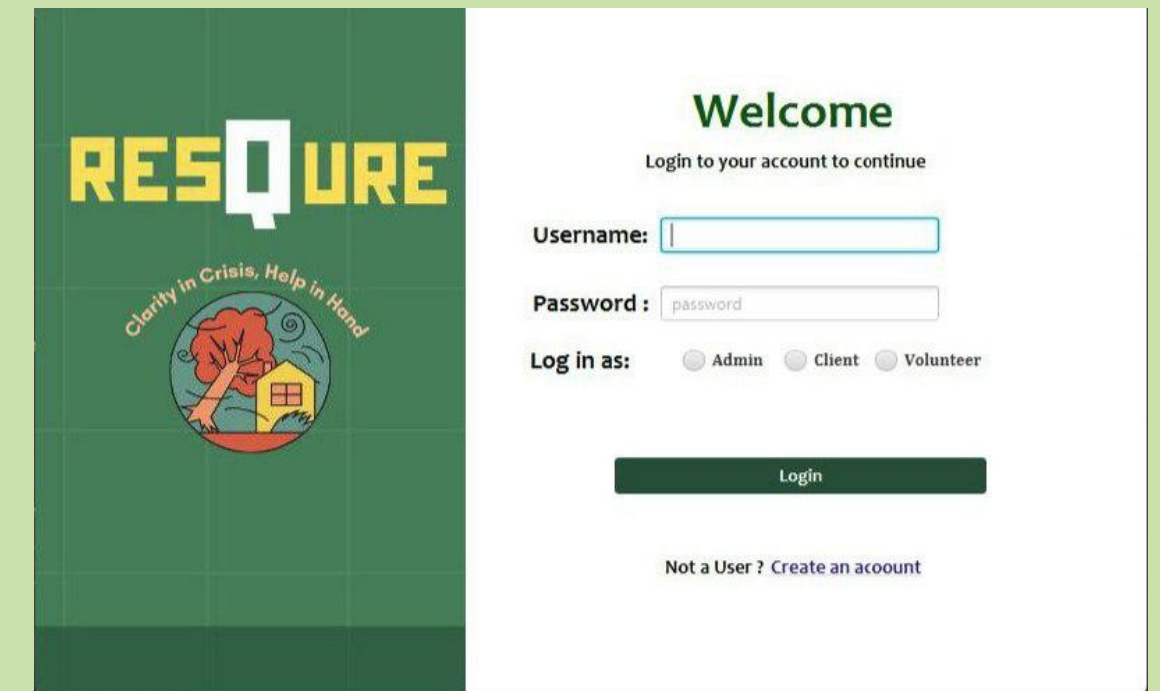 RESQURE
Clarity in Crisis, Help in Hand
Welcome
Login to your account to continue
Username:
Password : password
Log in as: Admin Client Volunteer
Login
Not a User ? Create an acoount